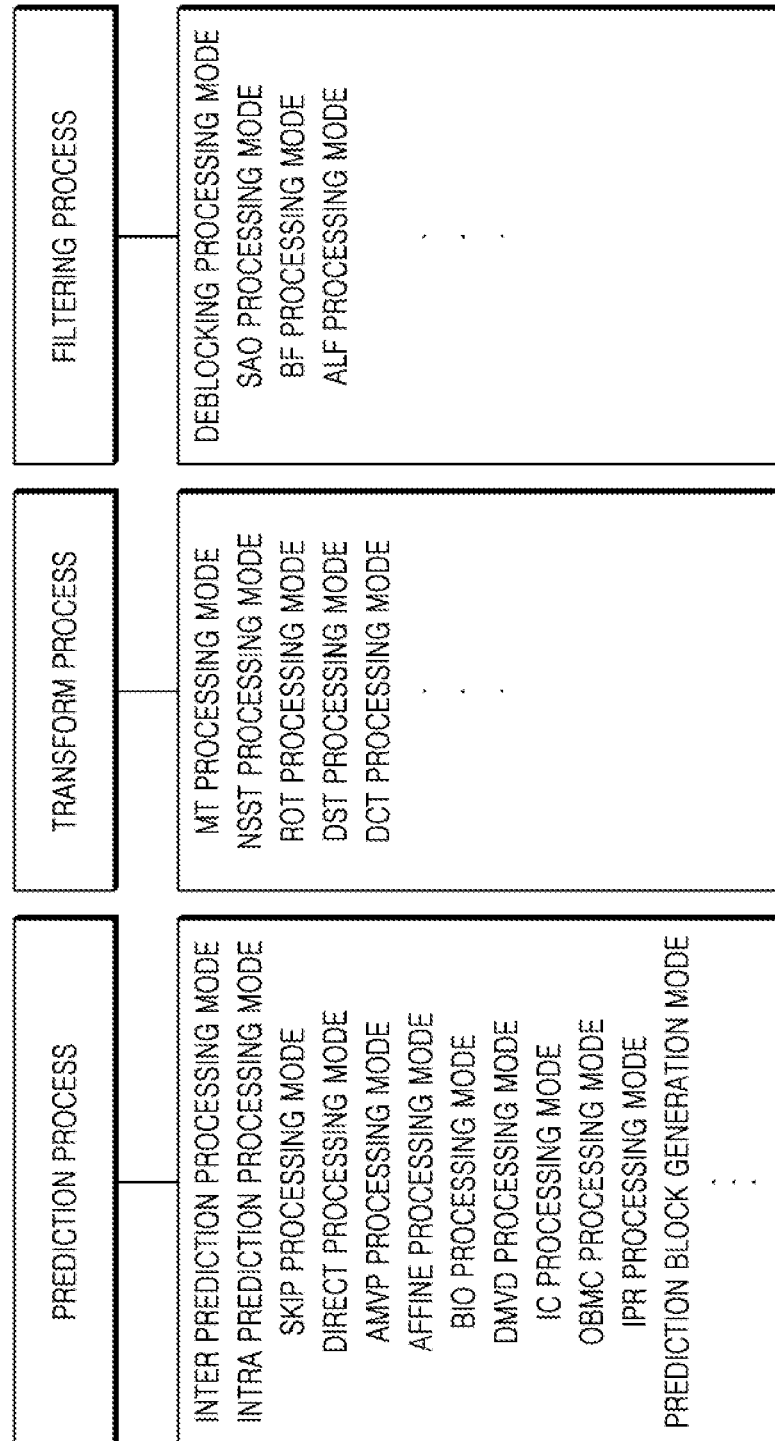 PREDICTION PROCESS
INTER PREDICTION PROCESSING MODE
INTRA PREDICTION PROCESSING MODE
SKIP PROCESSING MODE
DIRECT PROCESSING MODE
AMVP PROCESSING MODE
AFFINE PROCESSING MODE
BIO PROCESSING MODE
DMVD PROCESSING MODE
IC PROCESSING MODE
OBMC PROCESSING MODE
IPR PROCESSING MODE
PREDICTION BLOCK GENERATION MODE
. . .
TRANSFORM PROCESS
MT PROCESSING MODE
NSST PROCESSING MODE
ROT PROCESSING MODE
DST PROCESSING MODE
DCT PROCESSING MODE
. . .
FILTERING PROCESS
DEBLOCKING PROCESSING MODE
SAO PROCESSING MODE
BF PROCESSING MODE
ALF PROCESSING MODE
. . .